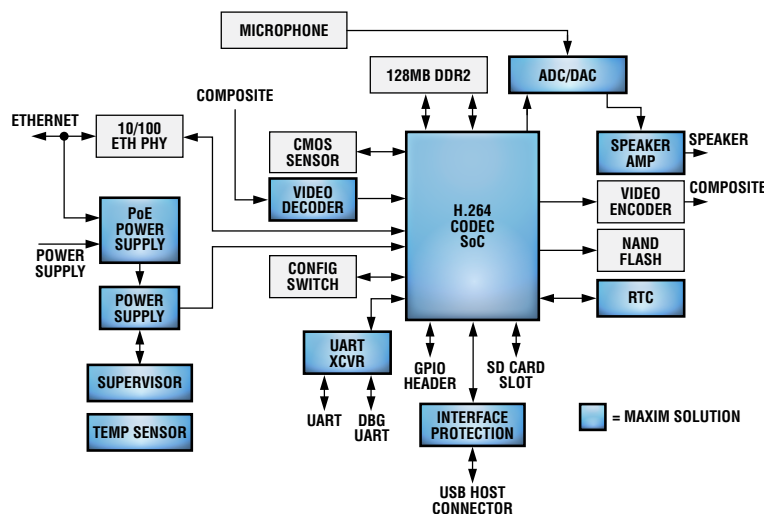 MICROPHONE
128MB DDR2
ADC/DAC
COMPOSITE
ETHERNET
10/100
ETH PHY
CMOS
SENSOR
SPEAKER
AMP
SPEAKER
VIDEO
DECODER
H.264
CODEC
SoC
VIDEO
ENCODER
COMPOSITE
PoE
POWER
SUPPLY
POWER
SUPPLY
NAND
FLASH
CONFIG
SWITCH
POWER
SUPPLY
RTC
UART
XCVR
GPIO
HEADER
SD CARD
SLOT
SUPERVISOR
TEMP SENSOR
UART
DBG
UART
INTERFACE
PROTECTION
= MAXIM SOLUTION
USB HOST
CONNECTOR